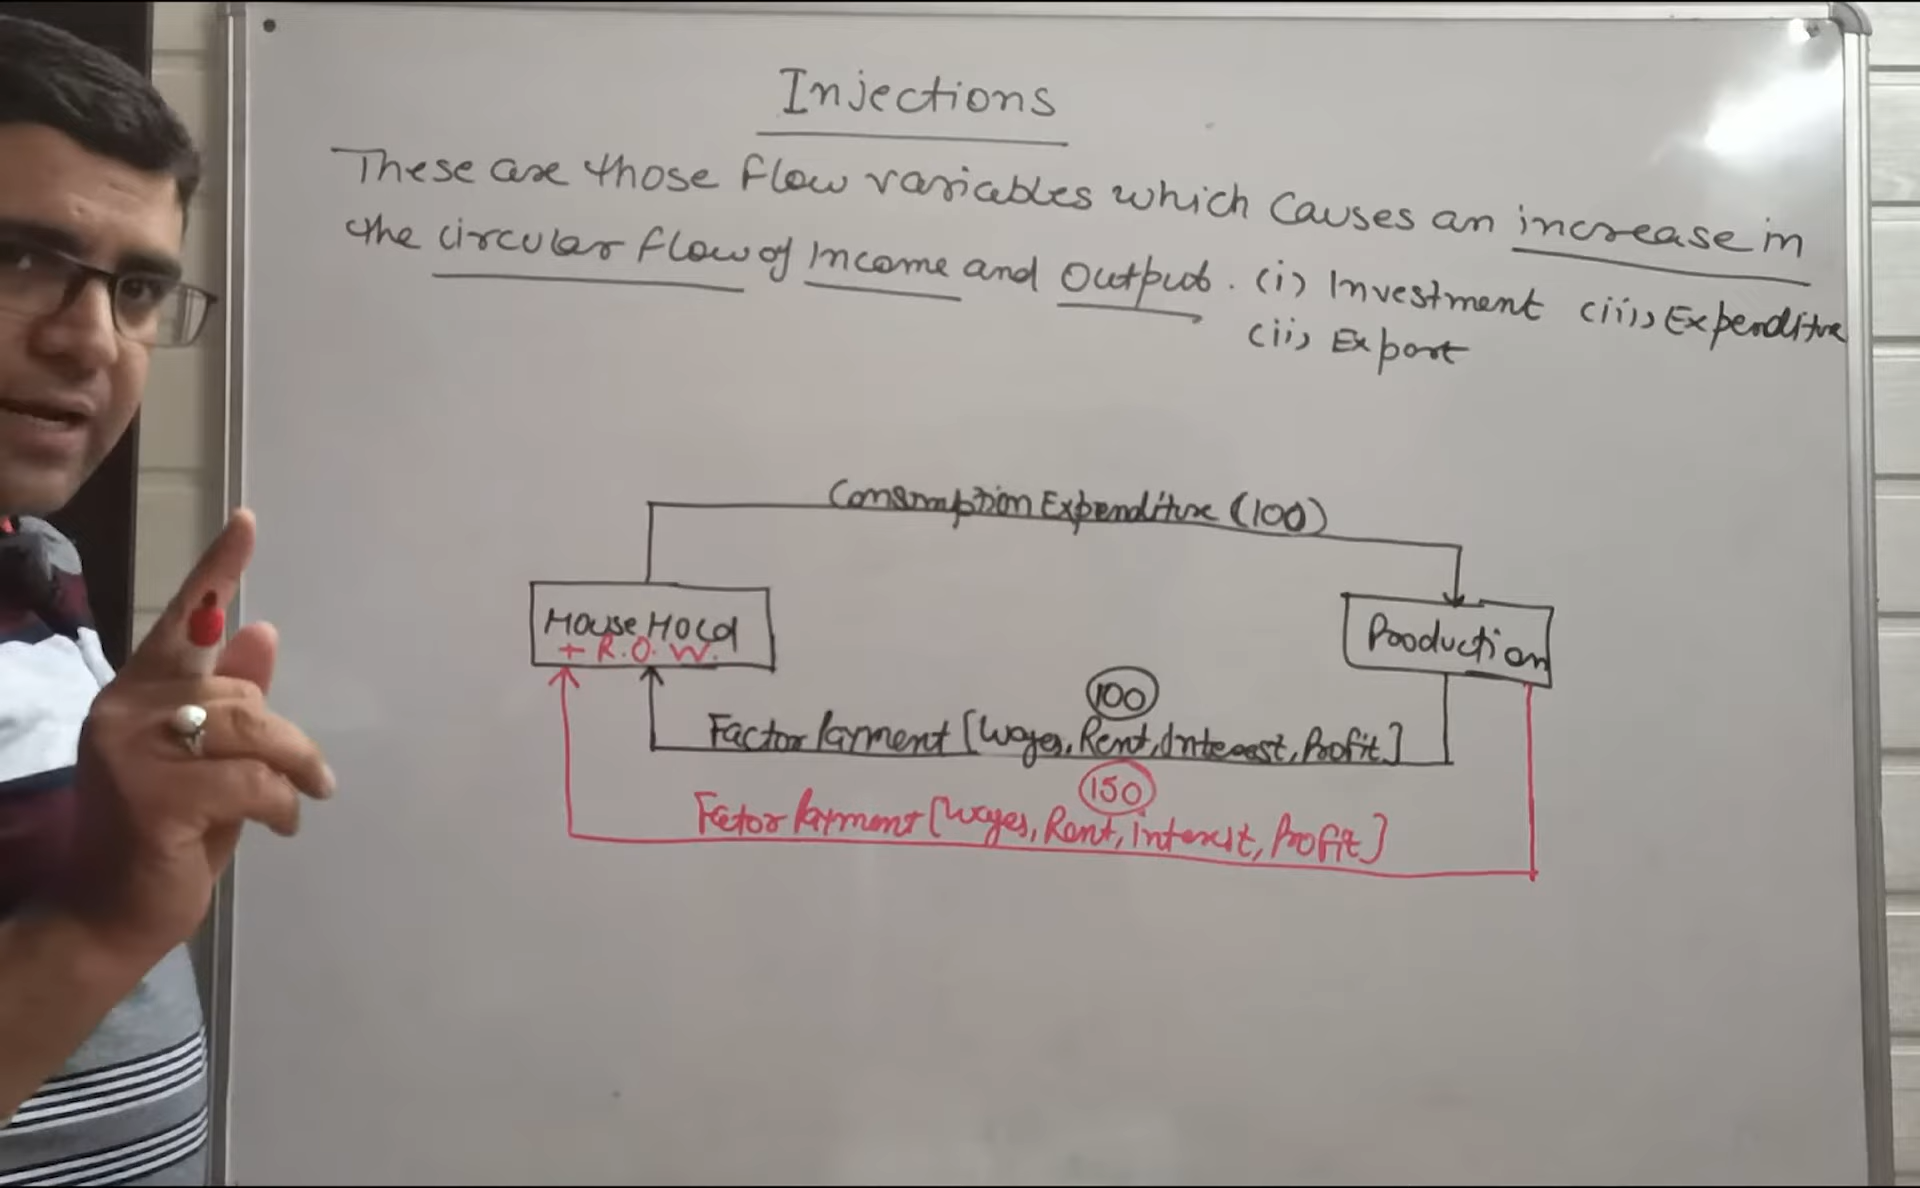 Injections
These are those flow variables which causes an increase in
the circular flow of Income and Output. (i) Investment (iii) Expenditure
(ii) Export
Consumption Expenditure (100)
House Hold
+ R.O.W.
Production
100
Factor Payment [Wages, Rent, Interest, Profit]
150
Factor Payment [Wages, Rent, Interest, Profit]